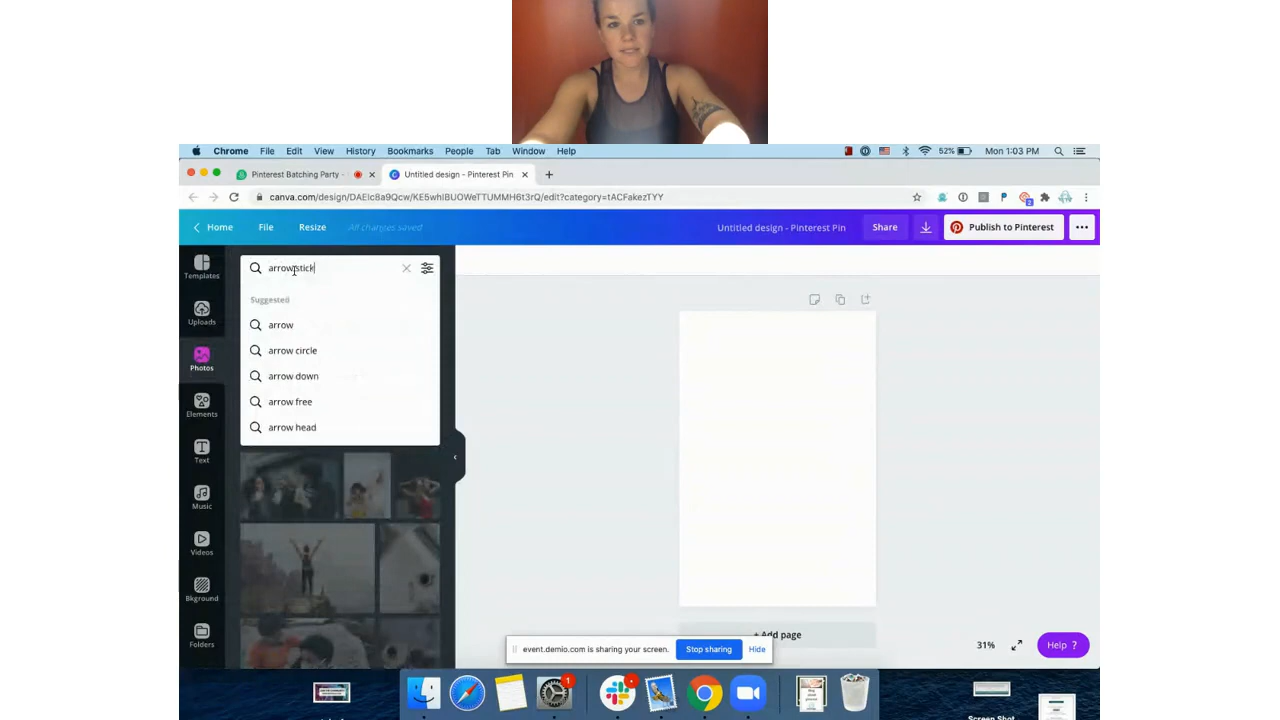 Chrome File Edit View History Bookmarks People Tab Window Help 52% Mon 1:03 PM
Pinterest Batching Party - Untitled design - Pinterest Pin
canva.com/design/DAEIc8a9Qcw/KE5whIBUOWeTTUMMH6t3rQ/edit?category=tACFakezTYY
Home File Resize All changes saved Untitled design - Pinterest Pin Share Publish to Pinterest
Templates
Uploads
Photos
Elements
Text
Music
Videos
Bkground
Folders
arrow stick
Suggested
arrow
arrow circle
arrow down
arrow free
arrow head
+ Add page
31%
Help ?
event.demio.com is sharing your screen. Stop sharing Hide
1
Screen Shot